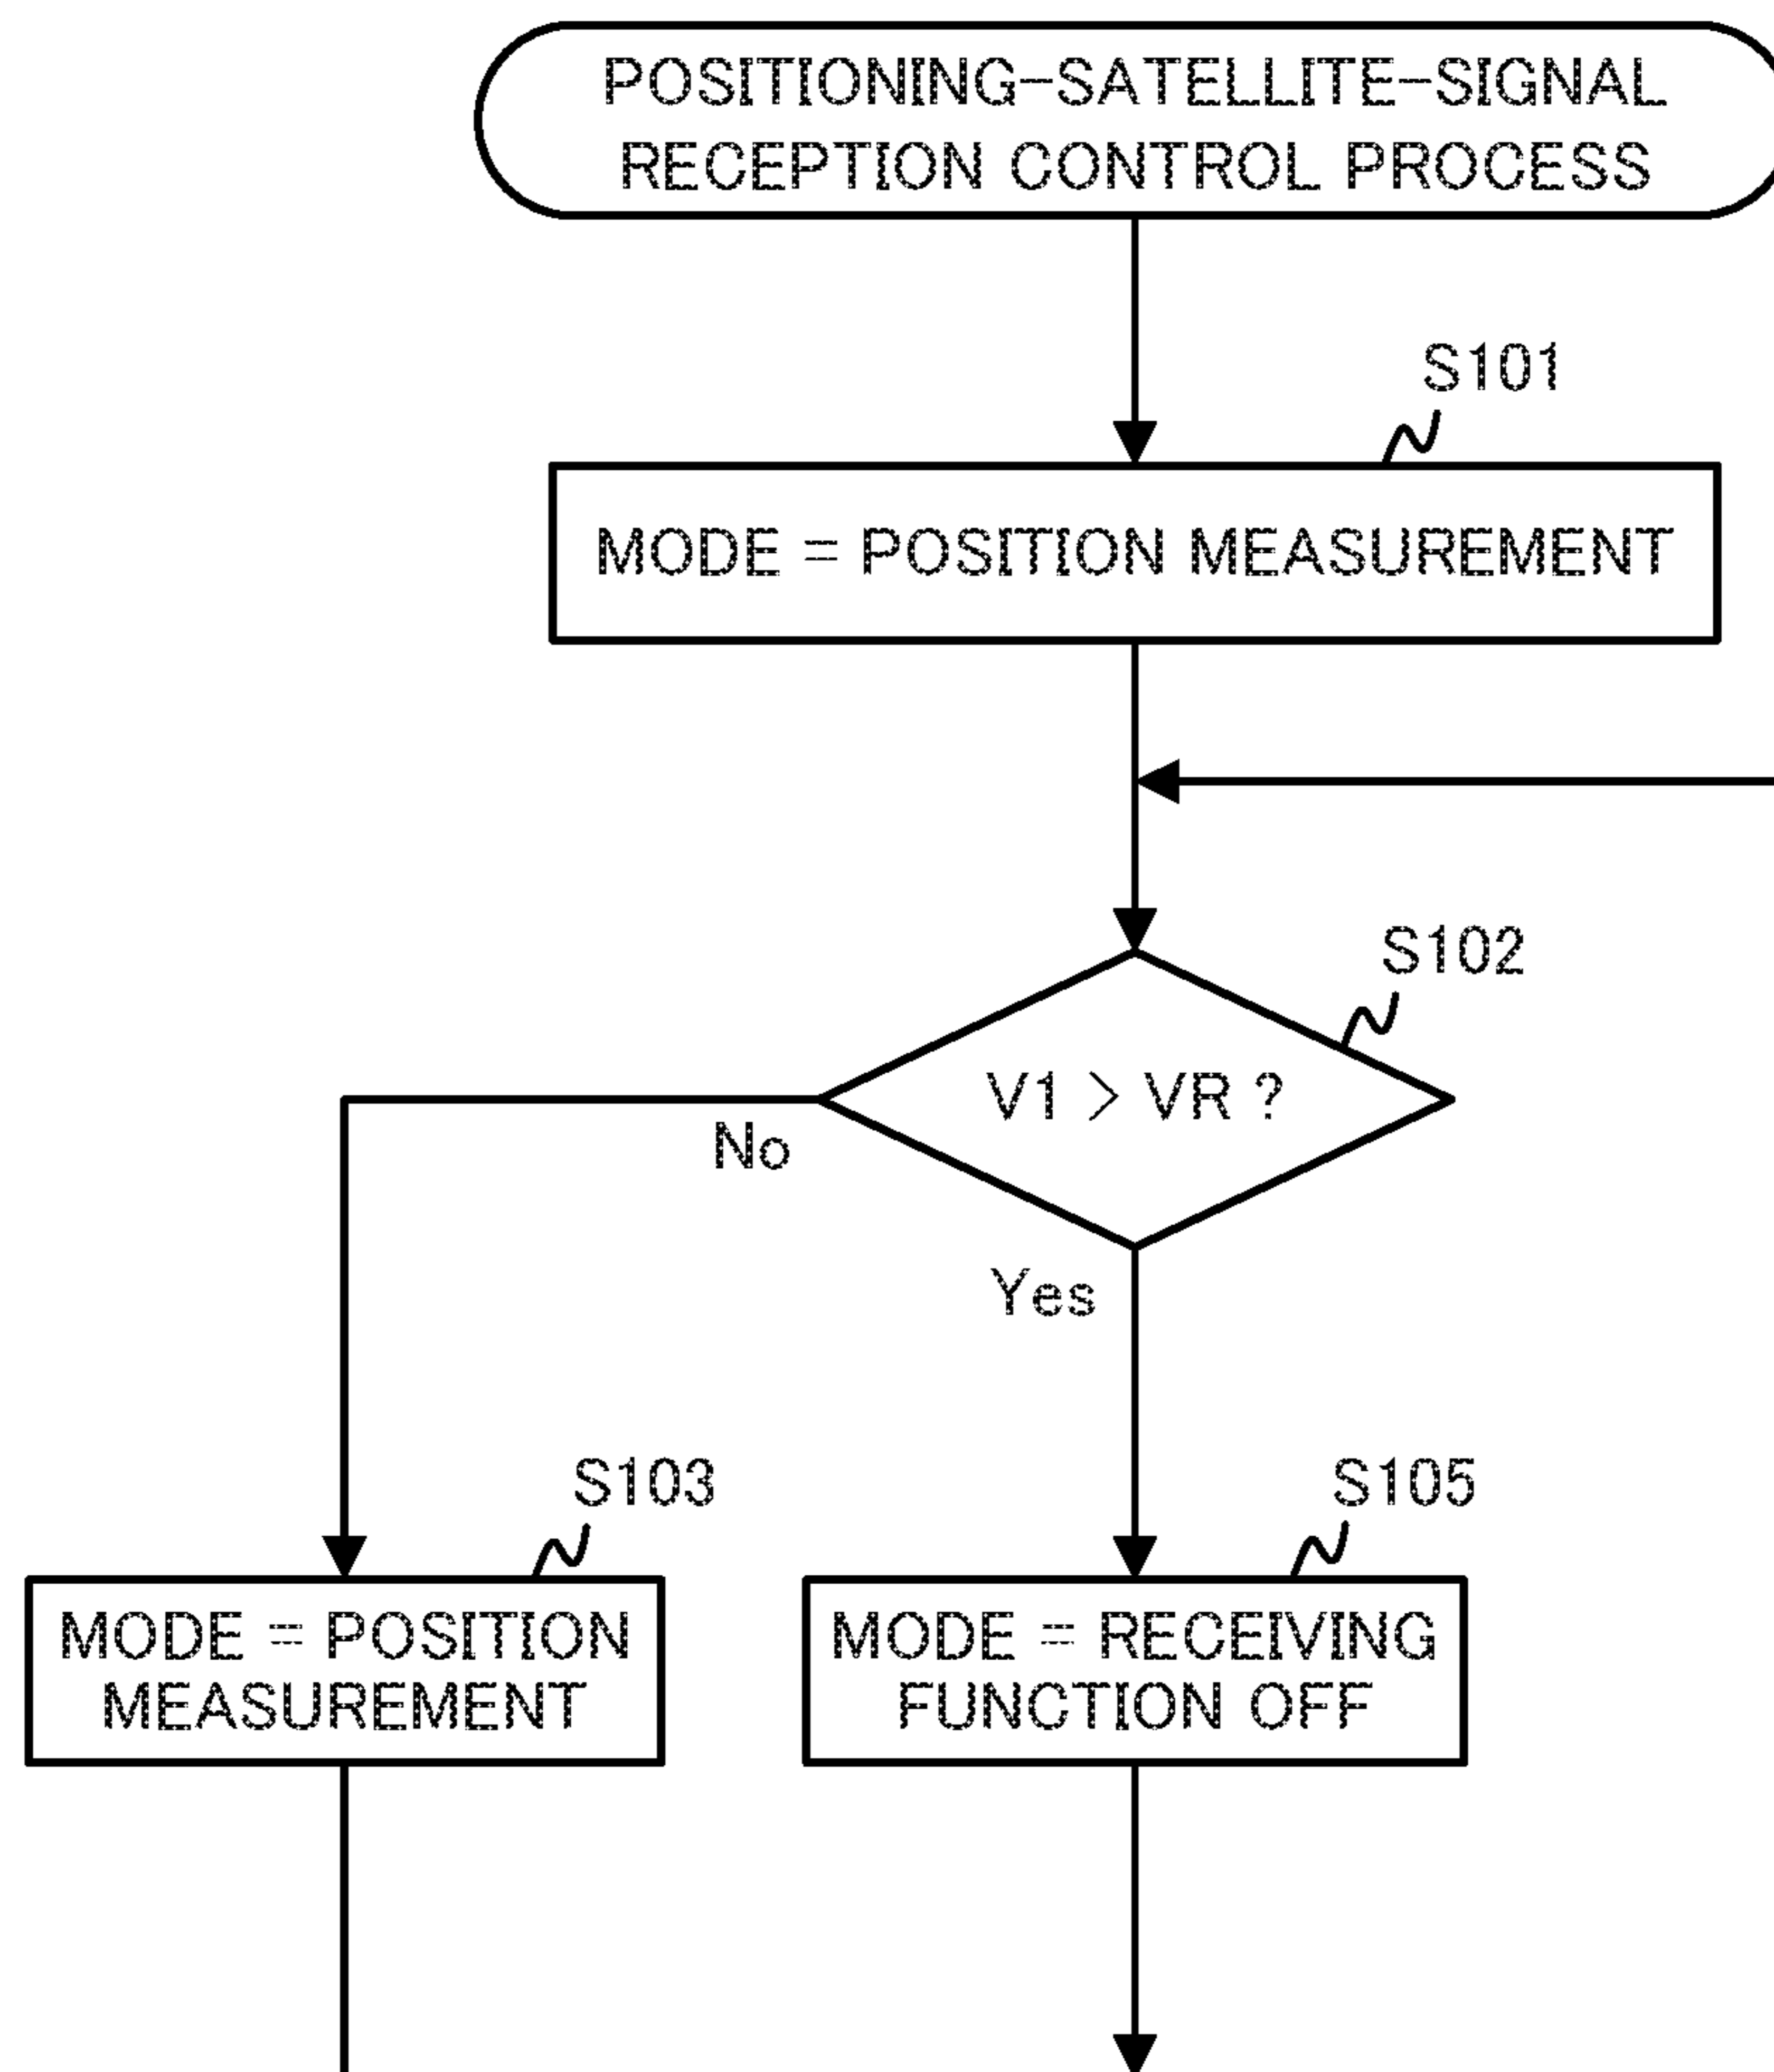 POSITIONING-SATELLITE-SIGNAL
RECEPTION CONTROL PROCESS
S101
MODE = POSITION MEASUREMENT
S102
V1 > VR ?
No
Yes
S103
S105
MODE = POSITION
MEASUREMENT
MODE = RECEIVING
FUNCTION OFF